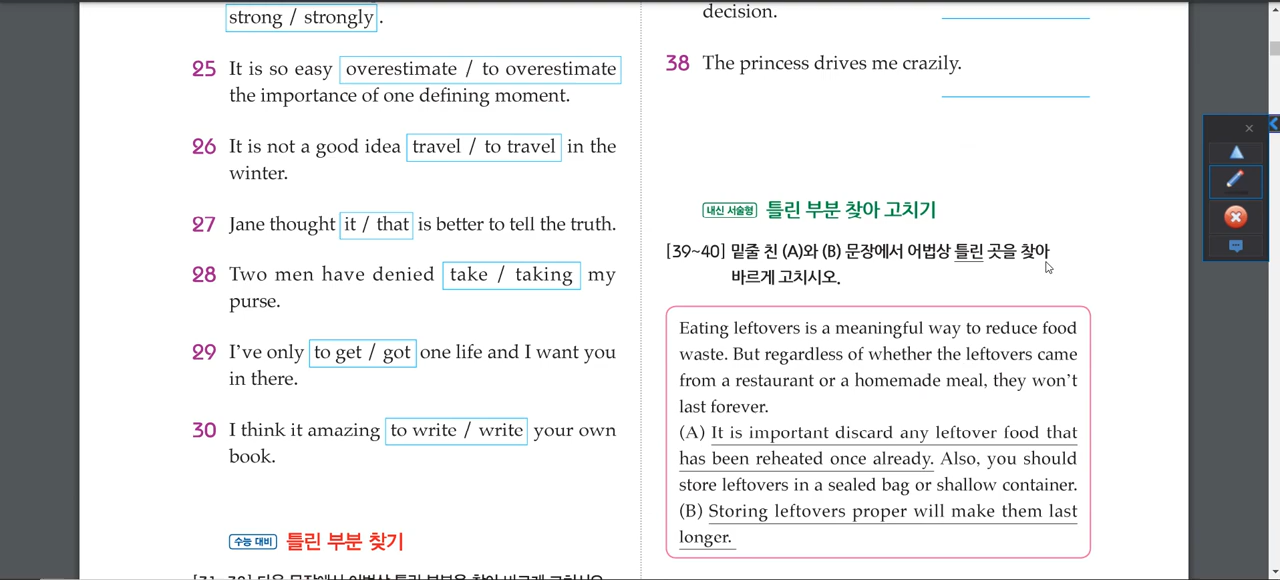 strong / strongly .
25 It is so easy overestimate / to overestimate
the importance of one defining moment.
26 It is not a good idea travel / to travel in the
winter.
27 Jane thought it / that is better to tell the truth.
28 Two men have denied take / taking my
purse.
29 I've only to get / got one life and I want you
in there.
30 I think it amazing to write / write your own
book.
수능 대비 틀린 부분 찾기
decision.
38 The princess drives me crazily.
내신 서술형 틀린 부분 찾아 고치기
[39~40] 밑줄 친 (A)와 (B) 문장에서 어법상 틀린 곳을 찾아
바르게 고치시오.
Eating leftovers is a meaningful way to reduce food
waste. But regardless of whether the leftovers came
from a restaurant or a homemade meal, they won't
last forever.
(A) It is important discard any leftover food that
has been reheated once already. Also, you should
store leftovers in a sealed bag or shallow container.
(B) Storing leftovers proper will make them last
longer.